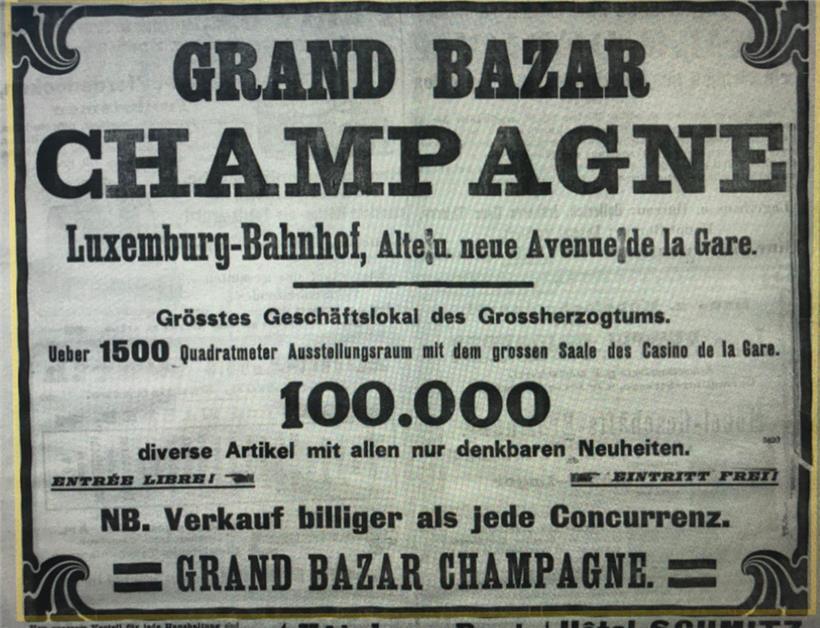 GRAND BAZAR
CHAMPAGNE
Luxemburg-Bahnhof, Alte u. neue Avenue de la Gare.
Grösstes Geschäftslokal des Grossherzogtums.
Ueber 1500 Quadratmeter Ausstellungsraum mit dem grossen Saale des Casino de la Gare.
100.000
diverse Artikel mit allen nur denkbaren Neuheiten.
ENTRÉE LIBRE! EINTRITT FREI!
NB. Verkauf billiger als jede Concurrenz.
GRAND BAZAR CHAMPAGNE.
Hôtel SCHMITZ